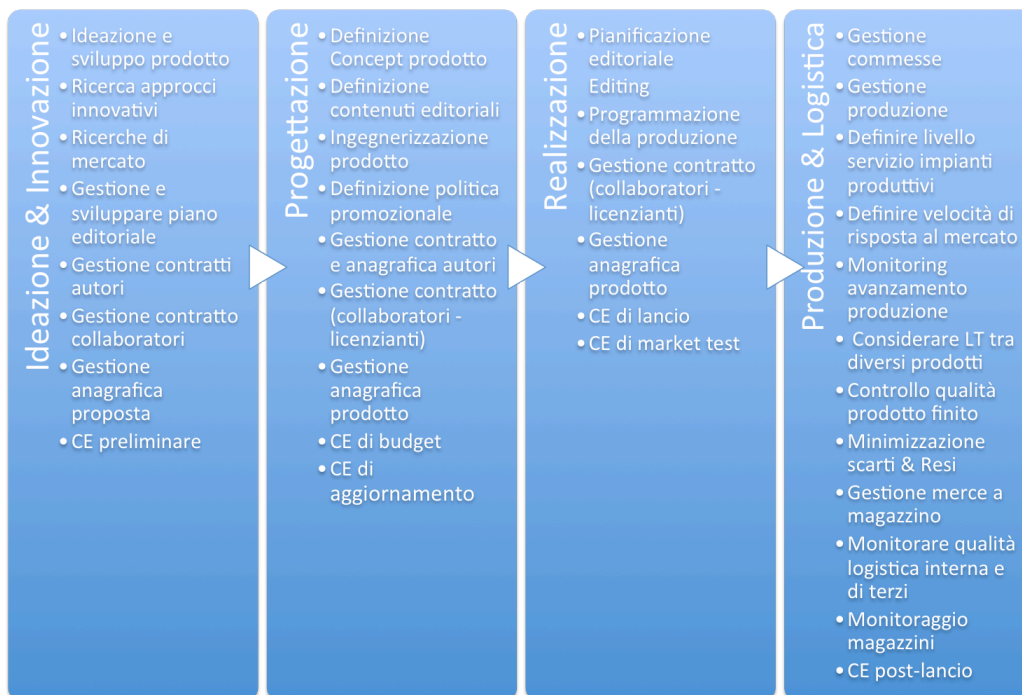 Ideazione & Innovazione
• Ideazione e
sviluppo prodotto
• Ricerca approcci
innovativi
• Ricerche di
mercato
• Gestione e
sviluppare piano
editoriale
• Gestione contratti
autori
• Gestione contratto
collaboratori
• Gestione
anagrafica
proposta
• CE preliminare
Progettazione
• Definizione
Concept prodotto
• Definizione
contenuti editoriali
• Ingegnerizzazione
prodotto
• Definizione politica
promozionale
• Gestione contratto
e anagrafica autori
• Gestione contratto
(collaboratori -
licenzianti)
• Gestione
anagrafica
prodotto
• CE di budget
• CE di
aggiornamento
Realizzazione
• Pianificazione
editoriale
Editing
• Programmazione
della produzione
• Gestione contratto
(collaboratori -
licenzianti)
• Gestione
anagrafica
prodotto
• CE di lancio
• CE di market test
Produzione & Logistica
• Gestione
commesse
• Gestione
produzione
• Definire livello
servizio impianti
produttivi
• Definire velocità di
risposta al mercato
• Monitoring
avanzamento
produzione
• Considerare LT tra
diversi prodotti
• Controllo qualità
prodotto finito
• Minimizzazione
scarti & Resi
• Gestione merce a
magazzino
• Monitorare qualità
logistica interna e
di terzi
• Monitoraggio
magazzini
• CE post-lancio